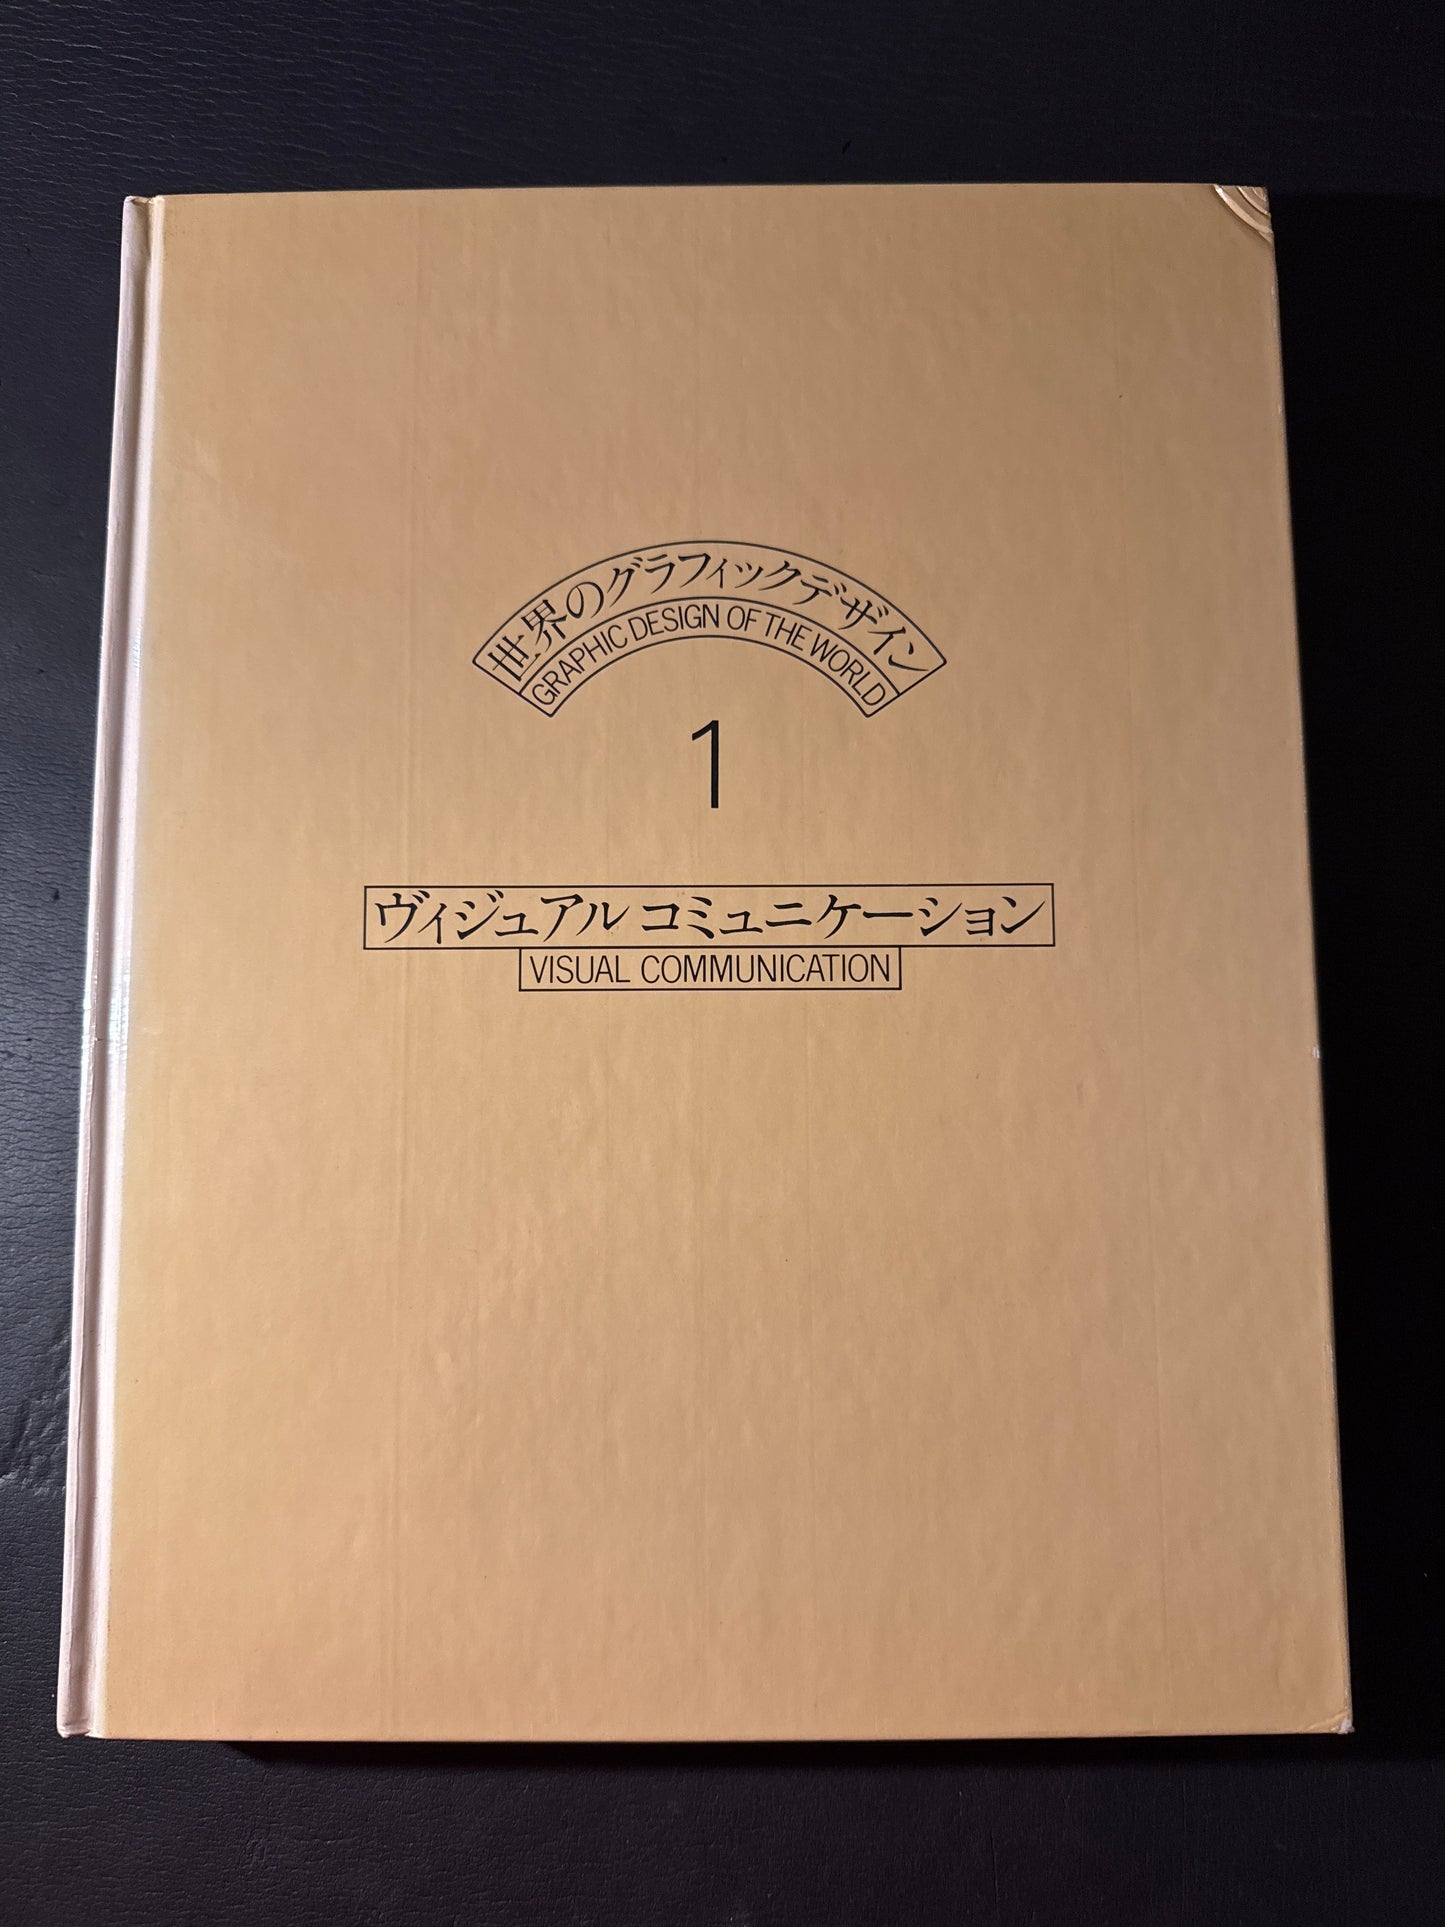 世界のグラフィックデザイン
GRAPHIC DESIGN OF THE WORLD
1
ヴィジュアル コミュニケーション
VISUAL COMMUNICATION